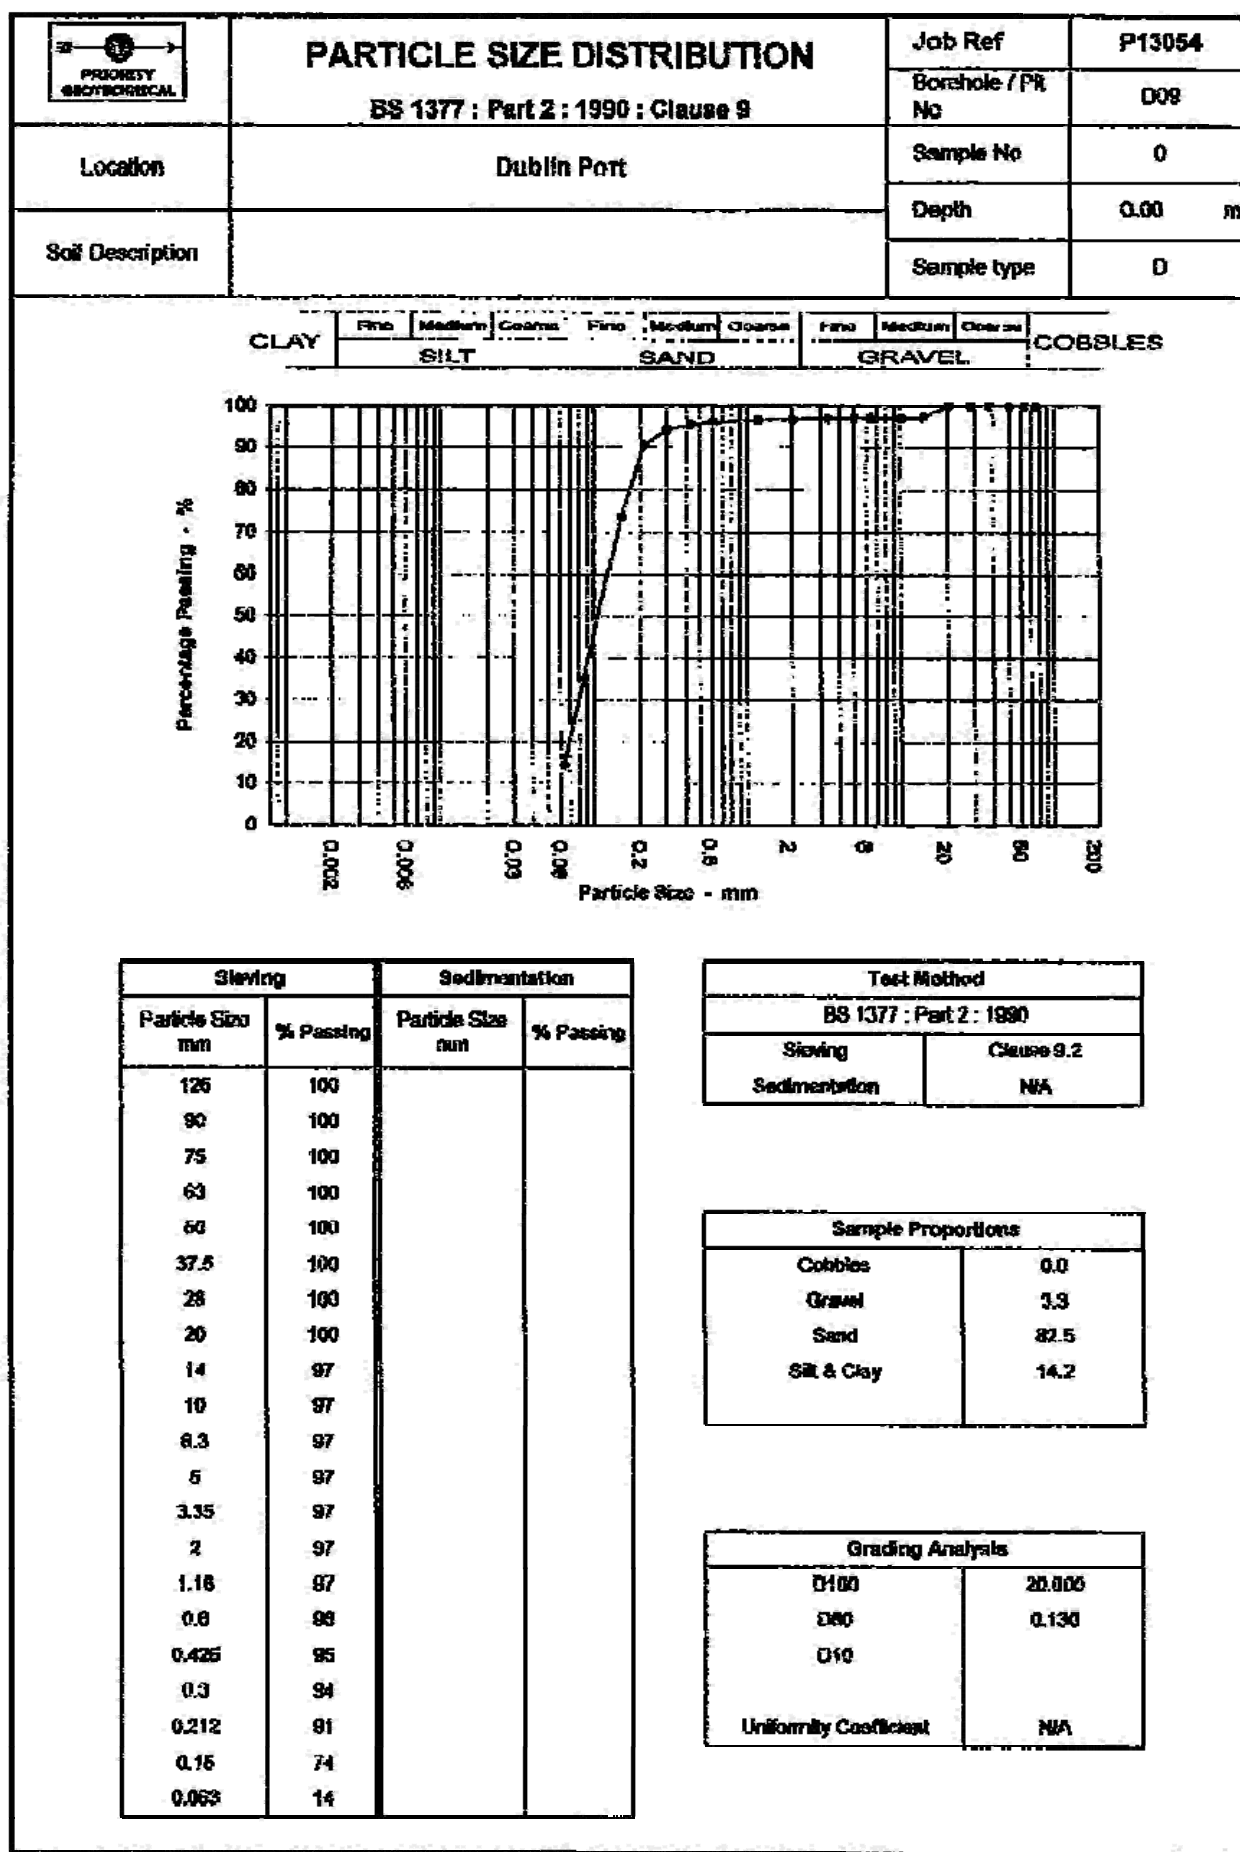 PRIORITY
GEOTECHNICAL
PARTICLE SIZE DISTRIBUTION
BS 1377 : Part 2 : 1990 : Clause 9
Job Ref P13054
Borehole / Pit No D09
Location Dublin Port
Sample No 0
Depth 0.00 m
Soil Description
Sample type D
CLAY Fine Medium Coarse Fine Medium Coarse Fine Medium Coarse COBBLES
SILT SAND GRAVEL
Percentage Passing - %
100
90
80
70
60
50
40
30
20
10
0
0.002 0.006 0.2 2 20 200
Particle Size - mm
Sieving Sedimentation
Particle Size mm % Passing Particle Size mm % Passing
125 100
90 100
75 100
63 100
50 100
37.5 100
28 100
20 100
14 97
10 97
6.3 97
5 97
3.35 97
2 97
1.18 97
0.6 96
0.425 95
0.3 94
0.212 91
0.15 74
0.063 14
Test Method
BS 1377 : Part 2 : 1990
Sieving Clause 9.2
Sedimentation N/A
Sample Proportions
Cobbles 0.0
Gravel 3.3
Sand 82.5
Silt & Clay 14.2
Grading Analysis
D100 20.000
D60 0.130
D10
Uniformity Coefficient N/A